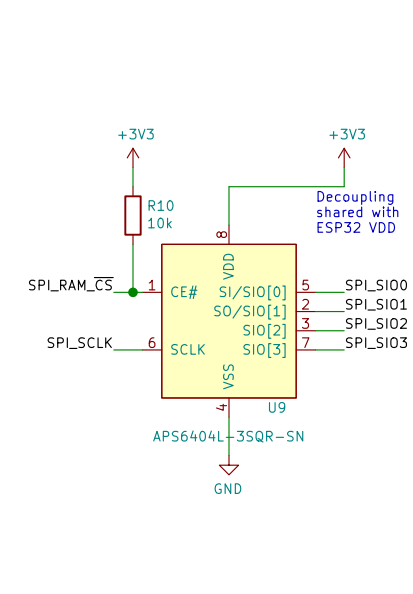 +3V3
+3V3
R10
10k
Decoupling
shared with
ESP32 VDD
8
VDD
SPI_RAM_C̅S̅
1
CE#
SI/SIO[0]
5
SPI_SIO0
SO/SIO[1]
2
SPI_SIO1
SIO[2]
3
SPI_SIO2
SPI_SCLK
6
SCLK
SIO[3]
7
SPI_SIO3
VSS
4
U9
APS6404L-3SQR-SN
GND